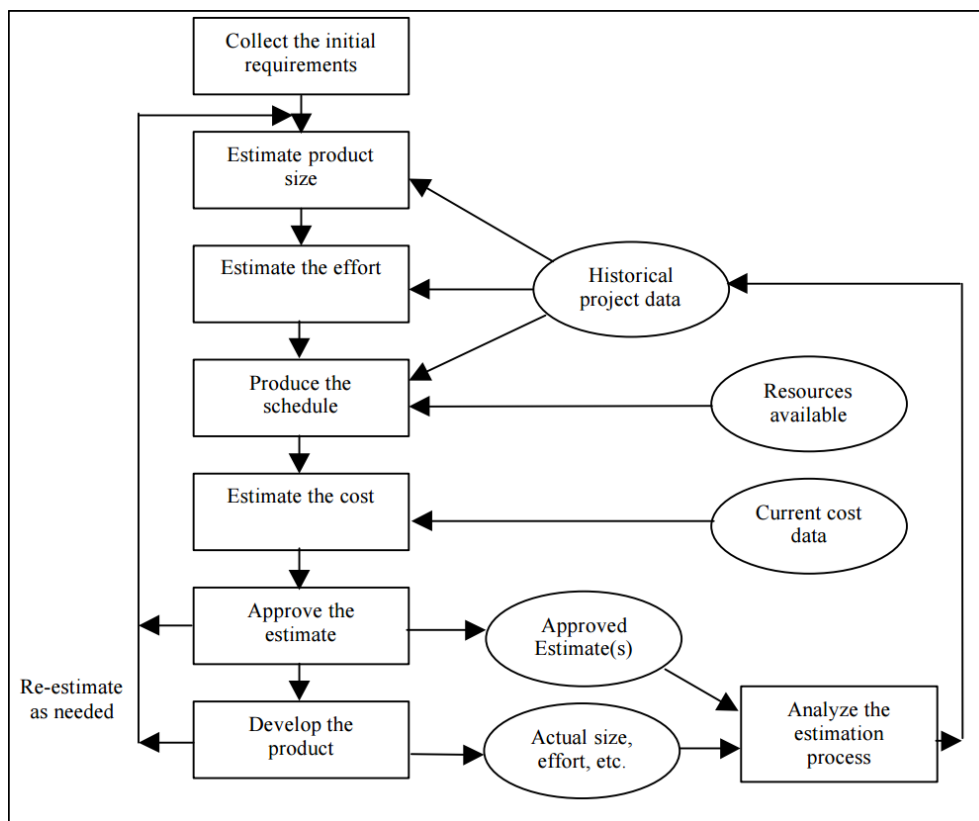 Collect the initial
requirements
Estimate product
size
Estimate the effort
Historical
project data
Produce the
schedule
Resources
available
Estimate the cost
Current cost
data
Approve the
estimate
Approved
Estimate(s)
Re-estimate
as needed
Develop the
product
Actual size,
effort, etc.
Analyze the
estimation
process